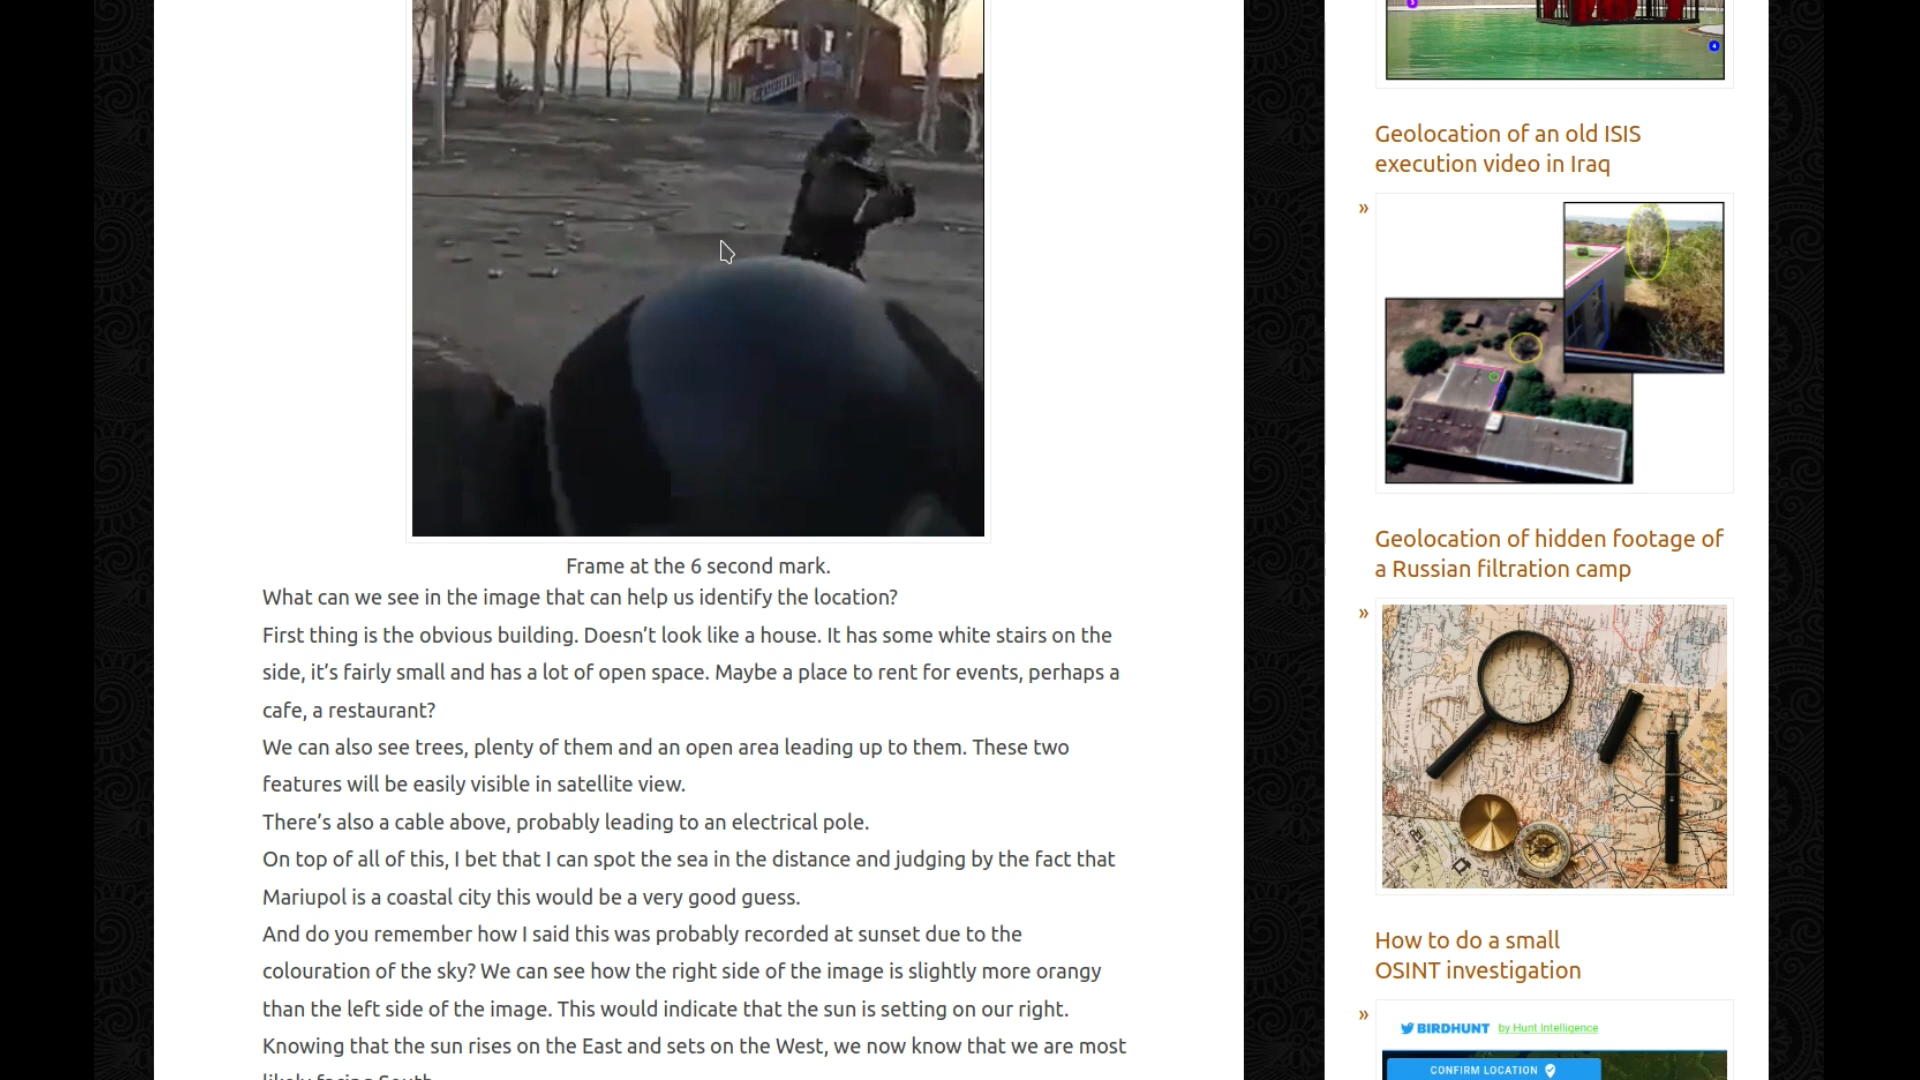 Frame at the 6 second mark.
What can we see in the image that can help us identify the location?
First thing is the obvious building. Doesn’t look like a house. It has some white stairs on the
side, it’s fairly small and has a lot of open space. Maybe a place to rent for events, perhaps a
cafe, a restaurant?
We can also see trees, plenty of them and an open area leading up to them. These two
features will be easily visible in satellite view.
There’s also a cable above, probably leading to an electrical pole.
On top of all of this, I bet that I can spot the sea in the distance and judging by the fact that
Mariupol is a coastal city this would be a very good guess.
And do you remember how I said this was probably recorded at sunset due to the
colouration of the sky? We can see how the right side of the image is slightly more orangy
than the left side of the image. This would indicate that the sun is setting on our right.
Knowing that the sun rises on the East and sets on the West, we now know that we are most
likely facing South
3
4
Geolocation of an old ISIS
execution video in Iraq
»
Geolocation of hidden footage of
a Russian filtration camp
»
How to do a small
OSINT investigation
»
BIRDHUNT by Hunt Intelligence
CONFIRM LOCATION